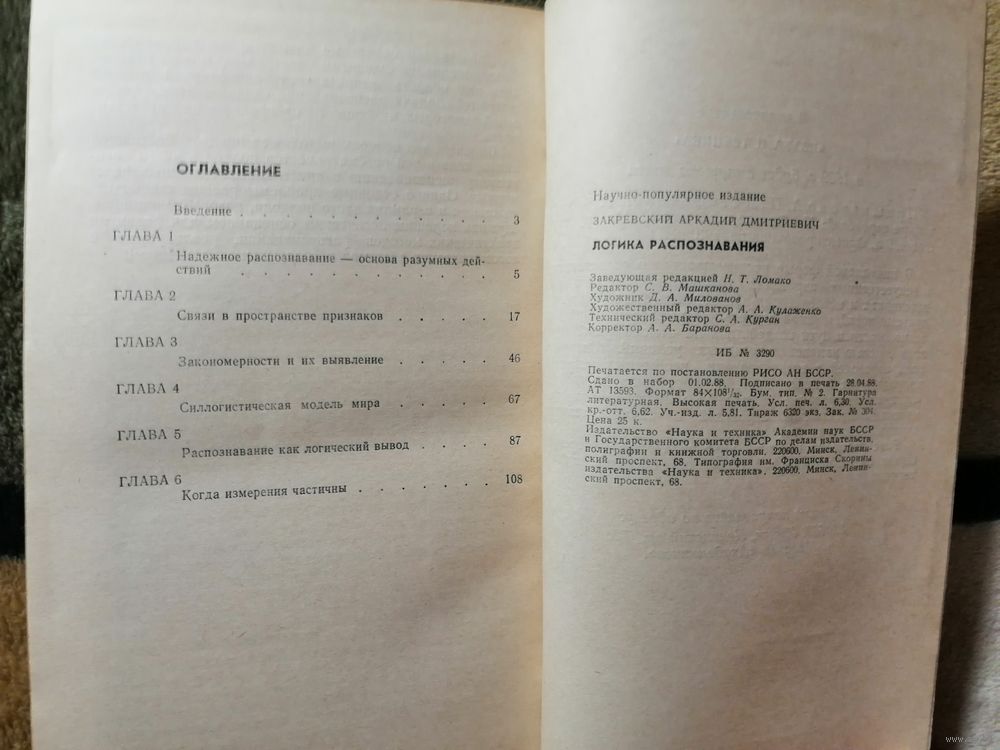 ОГЛАВЛЕНИЕ
Введение . . . . . . . . . . . . 3
ГЛАВА 1
Надежное распознавание — основа разумных дей-
ствий . . . . . . . . . . . 5
ГЛАВА 2
Связи в пространстве признаков . . . . . 17
ГЛАВА 3
Закономерности и их выявление . . . . . 46
ГЛАВА 4
Силлогистическая модель мира . . . . . 67
ГЛАВА 5
Распознавание как логический вывод . . . . 87
ГЛАВА 6
Когда измерения частичны . . . . . . . 108
Научно-популярное издание
ЗАКРЕВСКИЙ АРКАДИЙ ДМИТРИЕВИЧ
ЛОГИКА РАСПОЗНАВАНИЯ
Заведующая редакцией Н. Т. Ломако
Редактор С. В. Машканова
Художник Д. А. Милованов
Художественный редактор А. А. Кулаженко
Технический редактор С. А. Курган
Корректор А. А. Баранова
ИБ № 3290
Печатается по постановлению РИСО АН БССР.
Сдано в набор 01.02.88. Подписано в печать 28.04.88.
АТ 13593. Формат 84×108¹/₃₂. Бум. тип. № 2. Гарнитура
литературная. Высокая печать. Усл. печ. л. 6,30. Усл.
кр.-отт. 6,62. Уч.-изд. л. 5,81. Тираж 6320 экз. Зак. № 304.
Цена 25 к.
Издательство «Наука и техника» Академии наук БССР
и Государственного комитета БССР по делам издательств,
полиграфии и книжной торговли. 220600. Минск, Ленин-
ский проспект, 68. Типография им. Франциска Скорины
издательства «Наука и техника». 220600. Минск, Ленин-
ский проспект, 68.